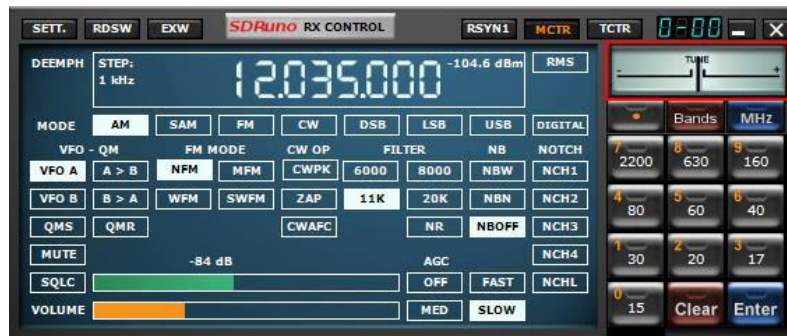 SETT. RDSW EXW SDRuno RX CONTROL RSYN1 MCTR TCTR 0-00
DEEMPH STEP: 1 kHz 12.035.000 -104.6 dBm RMS
- TUNE +
MODE AM SAM FM CW DSB LSB USB DIGITAL
• Bands MHz
VFO - QM FM MODE CW OP FILTER NB NOTCH
VFO A A > B NFM MFM CWPK 6000 8000 NBW NCH1
7 2200 8 630 9 160
VFO B B > A WFM SWFM ZAP 11K 20K NBN NCH2
4 80 5 60 6 40
QMS QMR CWAFC NR NBOFF NCH3
MUTE -84 dB AGC NCH4
1 30 2 20 3 17
SQLC OFF FAST NCHL
VOLUME MED SLOW
0 15 Clear Enter